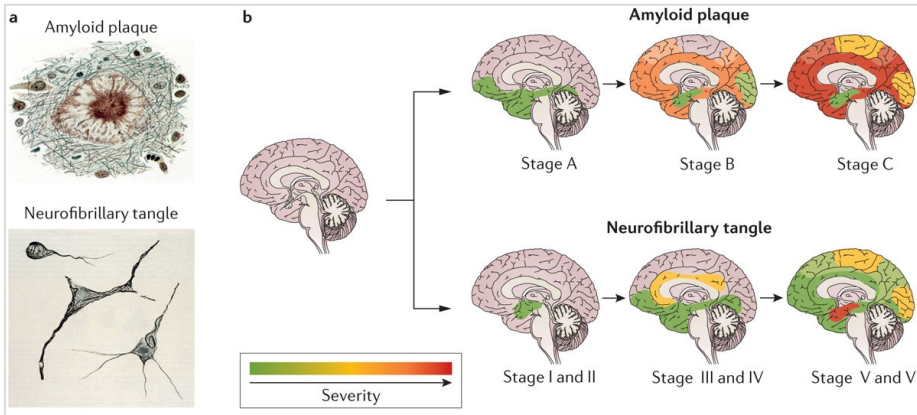 a
Amyloid plaque
Neurofibrillary tangle
b
Amyloid plaque
Stage A
Stage B
Stage C
Neurofibrillary tangle
Stage I and II
Stage III and IV
Stage V and V
Severity